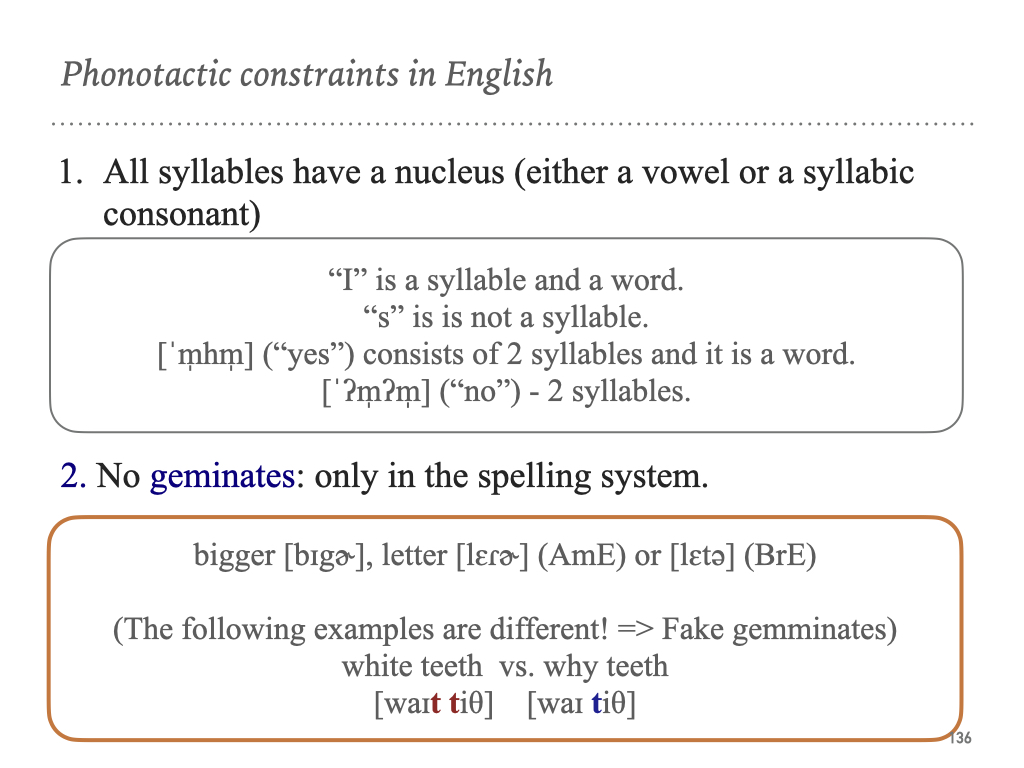 Phonotactic constraints in English
1. All syllables have a nucleus (either a vowel or a syllabic
consonant)
“I” is a syllable and a word.
“s” is is not a syllable.
[ˈm̩hm̩] (“yes”) consists of 2 syllables and it is a word.
[ˈʔm̩ʔm̩] (“no”) - 2 syllables.
2. No geminates: only in the spelling system.
bigger [bɪgɚ], letter [lɛɾɚ] (AmE) or [lɛtə] (BrE)
(The following examples are different! => Fake gemminates)
white teeth vs. why teeth
[waɪt tiθ] [waɪ tiθ]
136